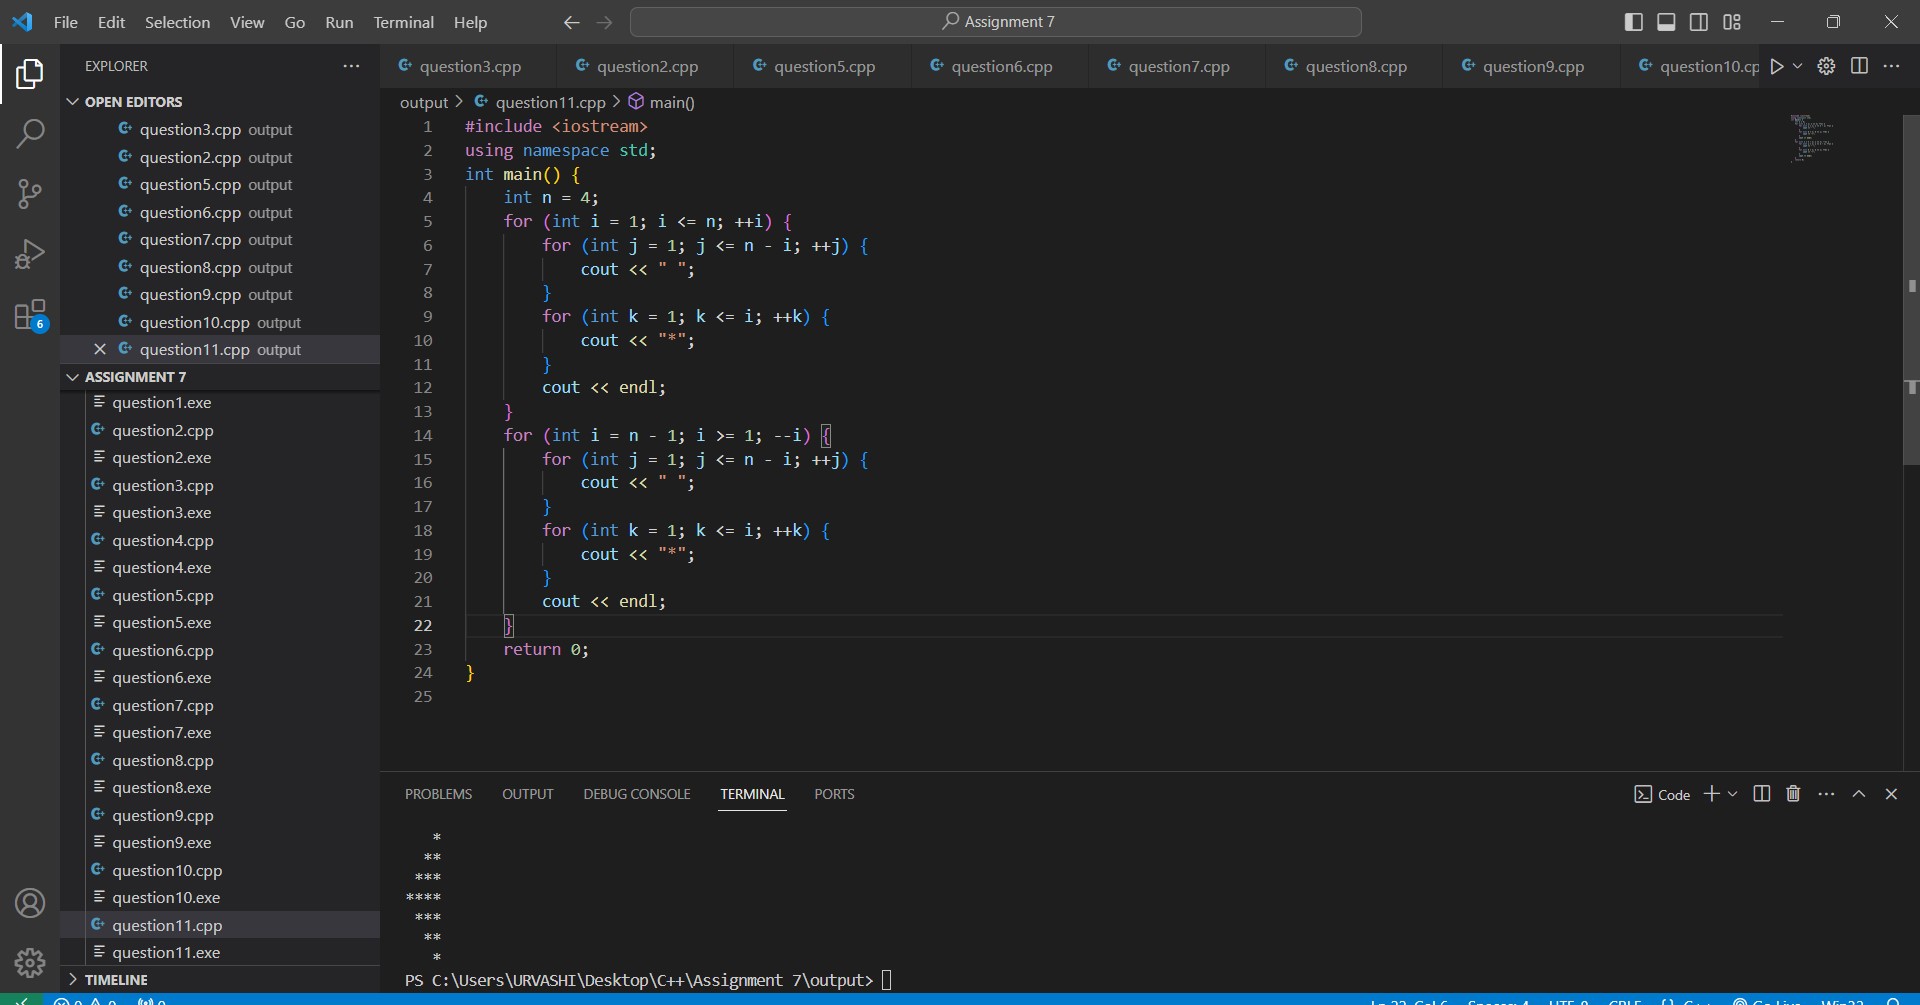 File Edit Selection View Go Run Terminal Help
Assignment 7
EXPLORER
OPEN EDITORS
question3.cpp output
question2.cpp output
question5.cpp output
question6.cpp output
question7.cpp output
question8.cpp output
question9.cpp output
question10.cpp output
question11.cpp output
ASSIGNMENT 7
question1.exe
question2.cpp
question2.exe
question3.cpp
question3.exe
question4.cpp
question4.exe
question5.cpp
question5.exe
question6.cpp
question6.exe
question7.cpp
question7.exe
question8.cpp
question8.exe
question9.cpp
question9.exe
question10.cpp
question10.exe
question11.cpp
question11.exe
TIMELINE
6
question3.cpp question2.cpp question5.cpp question6.cpp question7.cpp question8.cpp question9.cpp question10.cp
output > question11.cpp > main()
1 #include <iostream>
2 using namespace std;
3 int main() {
4     int n = 4;
5     for (int i = 1; i <= n; ++i) {
6         for (int j = 1; j <= n - i; ++j) {
7             cout << " ";
8         }
9         for (int k = 1; k <= i; ++k) {
10             cout << "*";
11         }
12         cout << endl;
13     }
14     for (int i = n - 1; i >= 1; --i) {
15         for (int j = 1; j <= n - i; ++j) {
16             cout << " ";
17         }
18         for (int k = 1; k <= i; ++k) {
19             cout << "*";
20         }
21         cout << endl;
22     }
23     return 0;
24 }
25
PROBLEMS OUTPUT DEBUG CONSOLE TERMINAL PORTS
Code
   *
  **
 ***
****
 ***
  **
   *
PS C:\Users\URVASHI\Desktop\C++\Assignment 7\output>